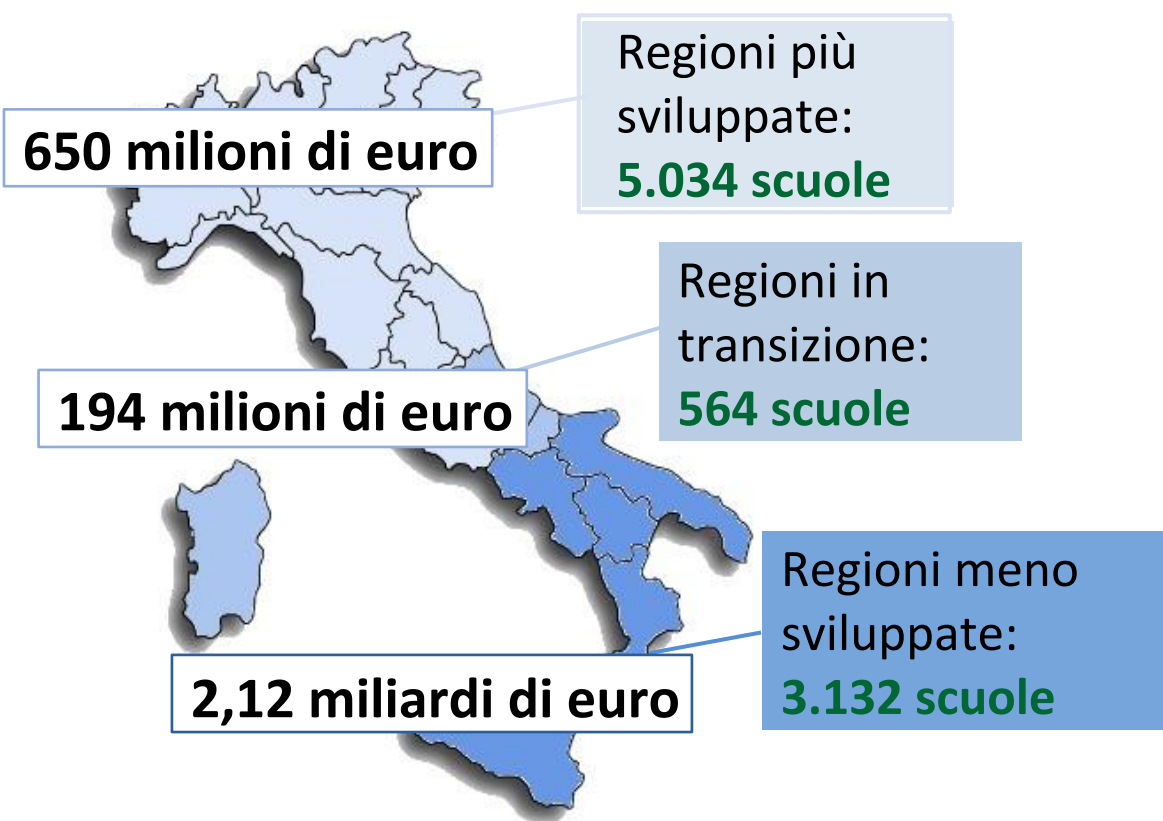 Regioni più
sviluppate:
5.034 scuole
650 milioni di euro
Regioni in
transizione:
564 scuole
194 milioni di euro
Regioni meno
sviluppate:
3.132 scuole
2,12 miliardi di euro